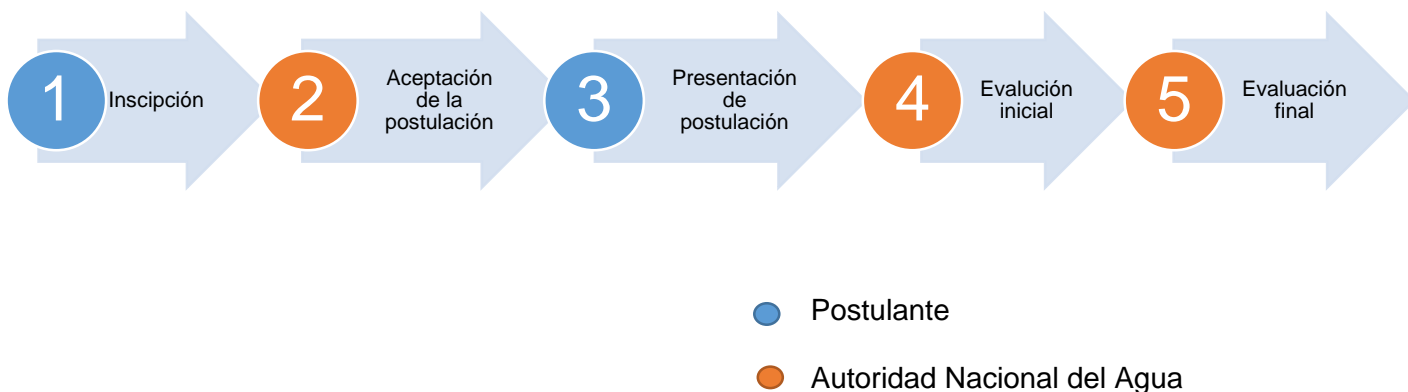 1
Inscipción
2
Aceptación
de la
postulación
3
Presentación
de
postulación
4
Evalución
inicial
5
Evaluación
final
Postulante
Autoridad Nacional del Agua